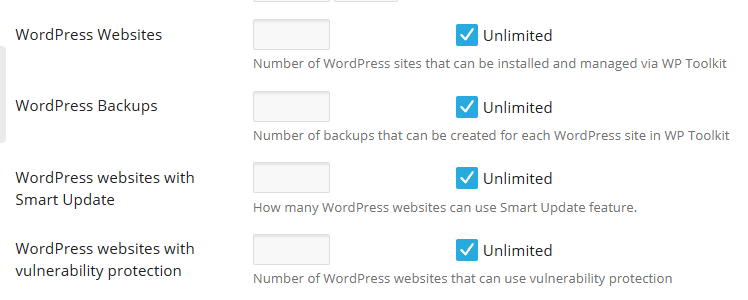 WordPress Websites
Unlimited
Number of WordPress sites that can be installed and managed via WP Toolkit
WordPress Backups
Unlimited
Number of backups that can be created for each WordPress site in WP Toolkit
WordPress websites with
Smart Update
Unlimited
How many WordPress websites can use Smart Update feature.
WordPress websites with
vulnerability protection
Unlimited
Number of WordPress websites that can use vulnerability protection